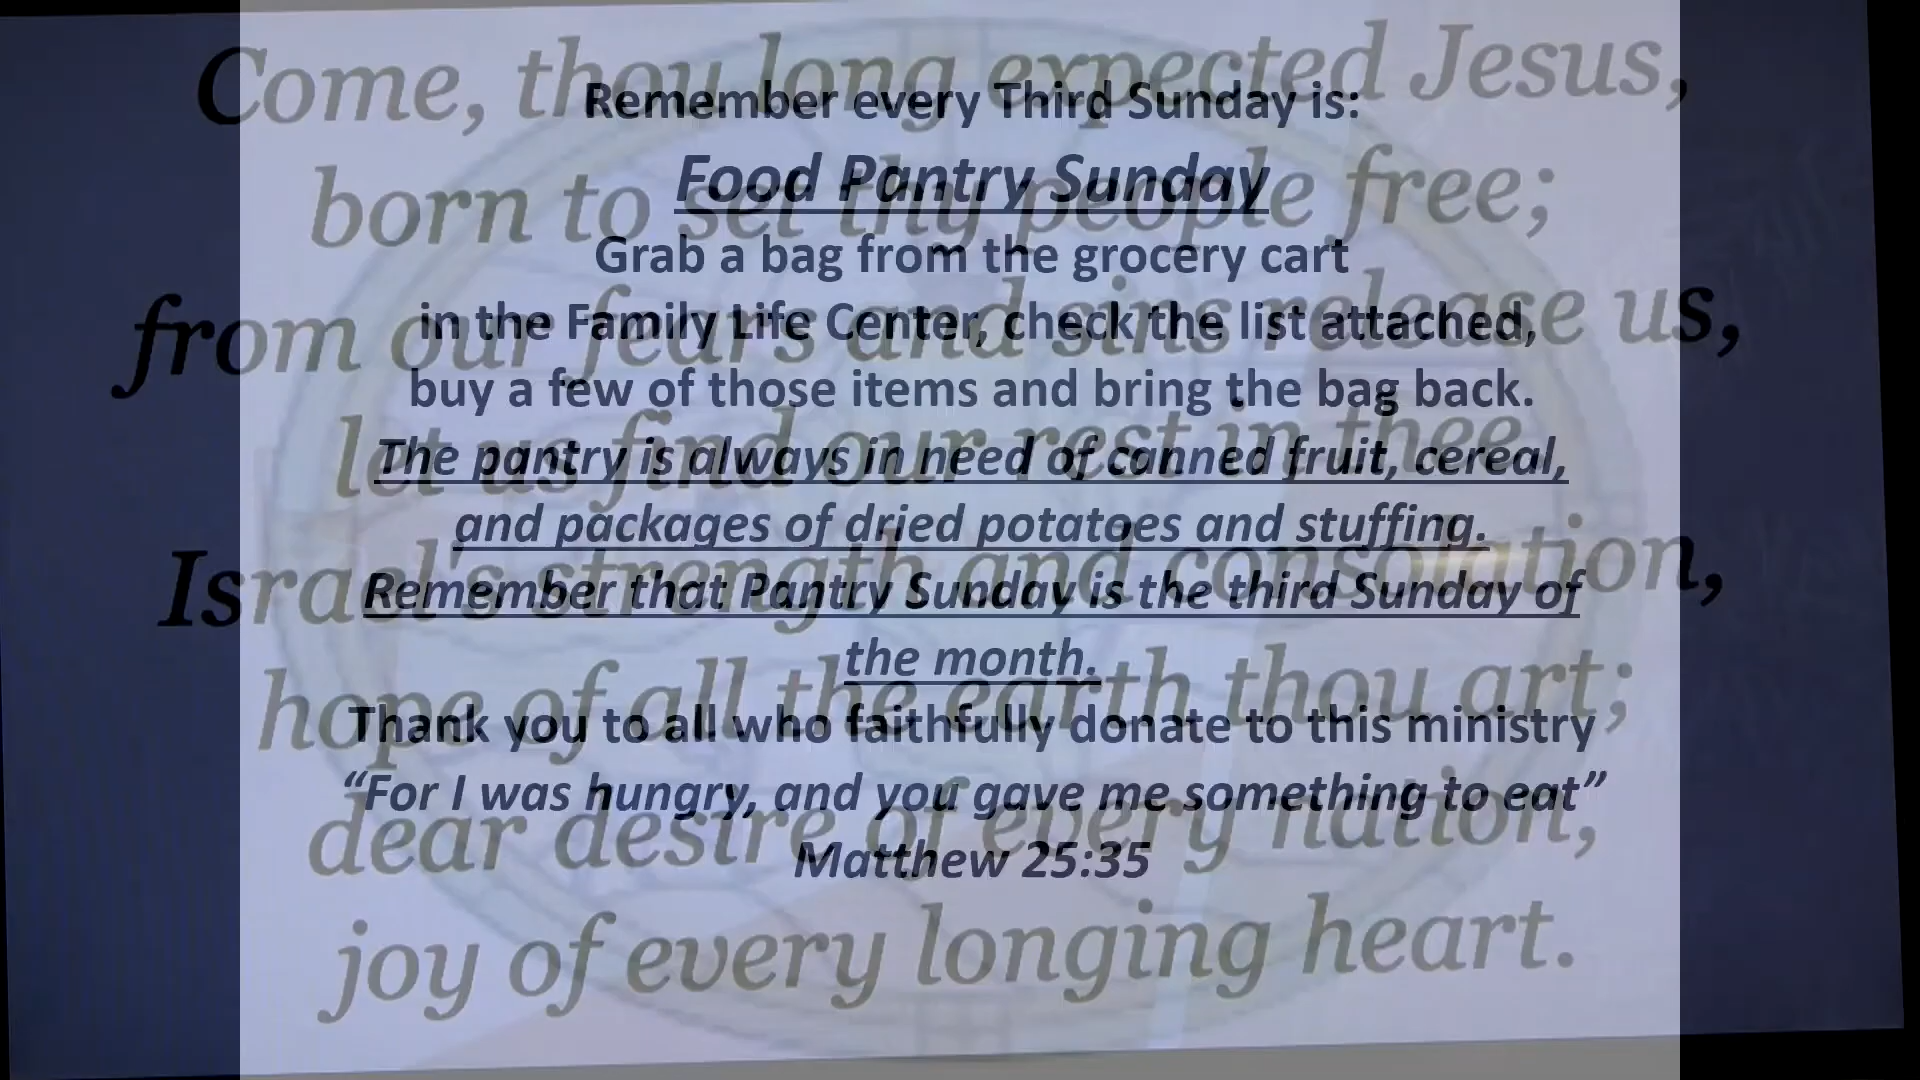 Come, thou long expected Jesus,
born to set thy people free;
from our fears and sins release us,
let us find our rest in thee.
Israel's strength and consolation,
hope of all the earth thou art;
dear desire of every nation,
joy of every longing heart.
Remember every Third Sunday is:
Food Pantry Sunday
Grab a bag from the grocery cart
in the Family Life Center, check the list attached,
buy a few of those items and bring the bag back.
The pantry is always in need of canned fruit, cereal,
and packages of dried potatoes and stuffing.
Remember that Pantry Sunday is the third Sunday of
the month.
Thank you to all who faithfully donate to this ministry
“For I was hungry, and you gave me something to eat”
Matthew 25:35